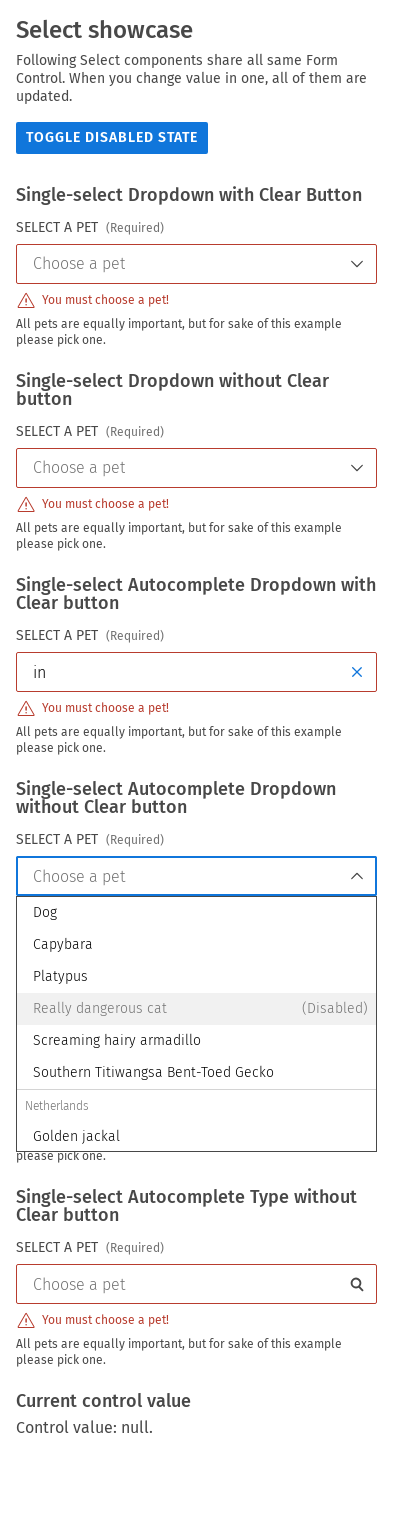 Select showcase
Following Select components share all same Form
Control. When you change value in one, all of them are
updated.
TOGGLE DISABLED STATE
Single-select Dropdown with Clear Button
SELECT A PET (Required)
Choose a pet
You must choose a pet!
All pets are equally important, but for sake of this example
please pick one.
Single-select Dropdown without Clear
button
SELECT A PET (Required)
Choose a pet
You must choose a pet!
All pets are equally important, but for sake of this example
please pick one.
Single-select Autocomplete Dropdown with
Clear button
SELECT A PET (Required)
in
You must choose a pet!
All pets are equally important, but for sake of this example
please pick one.
Single-select Autocomplete Dropdown
without Clear button
SELECT A PET (Required)
Choose a pet
Dog
Capybara
Platypus
Really dangerous cat (Disabled)
Screaming hairy armadillo
Southern Titiwangsa Bent-Toed Gecko
Netherlands
Golden jackal
please pick one.
Single-select Autocomplete Type without
Clear button
SELECT A PET (Required)
Choose a pet
You must choose a pet!
All pets are equally important, but for sake of this example
please pick one.
Current control value
Control value: null.